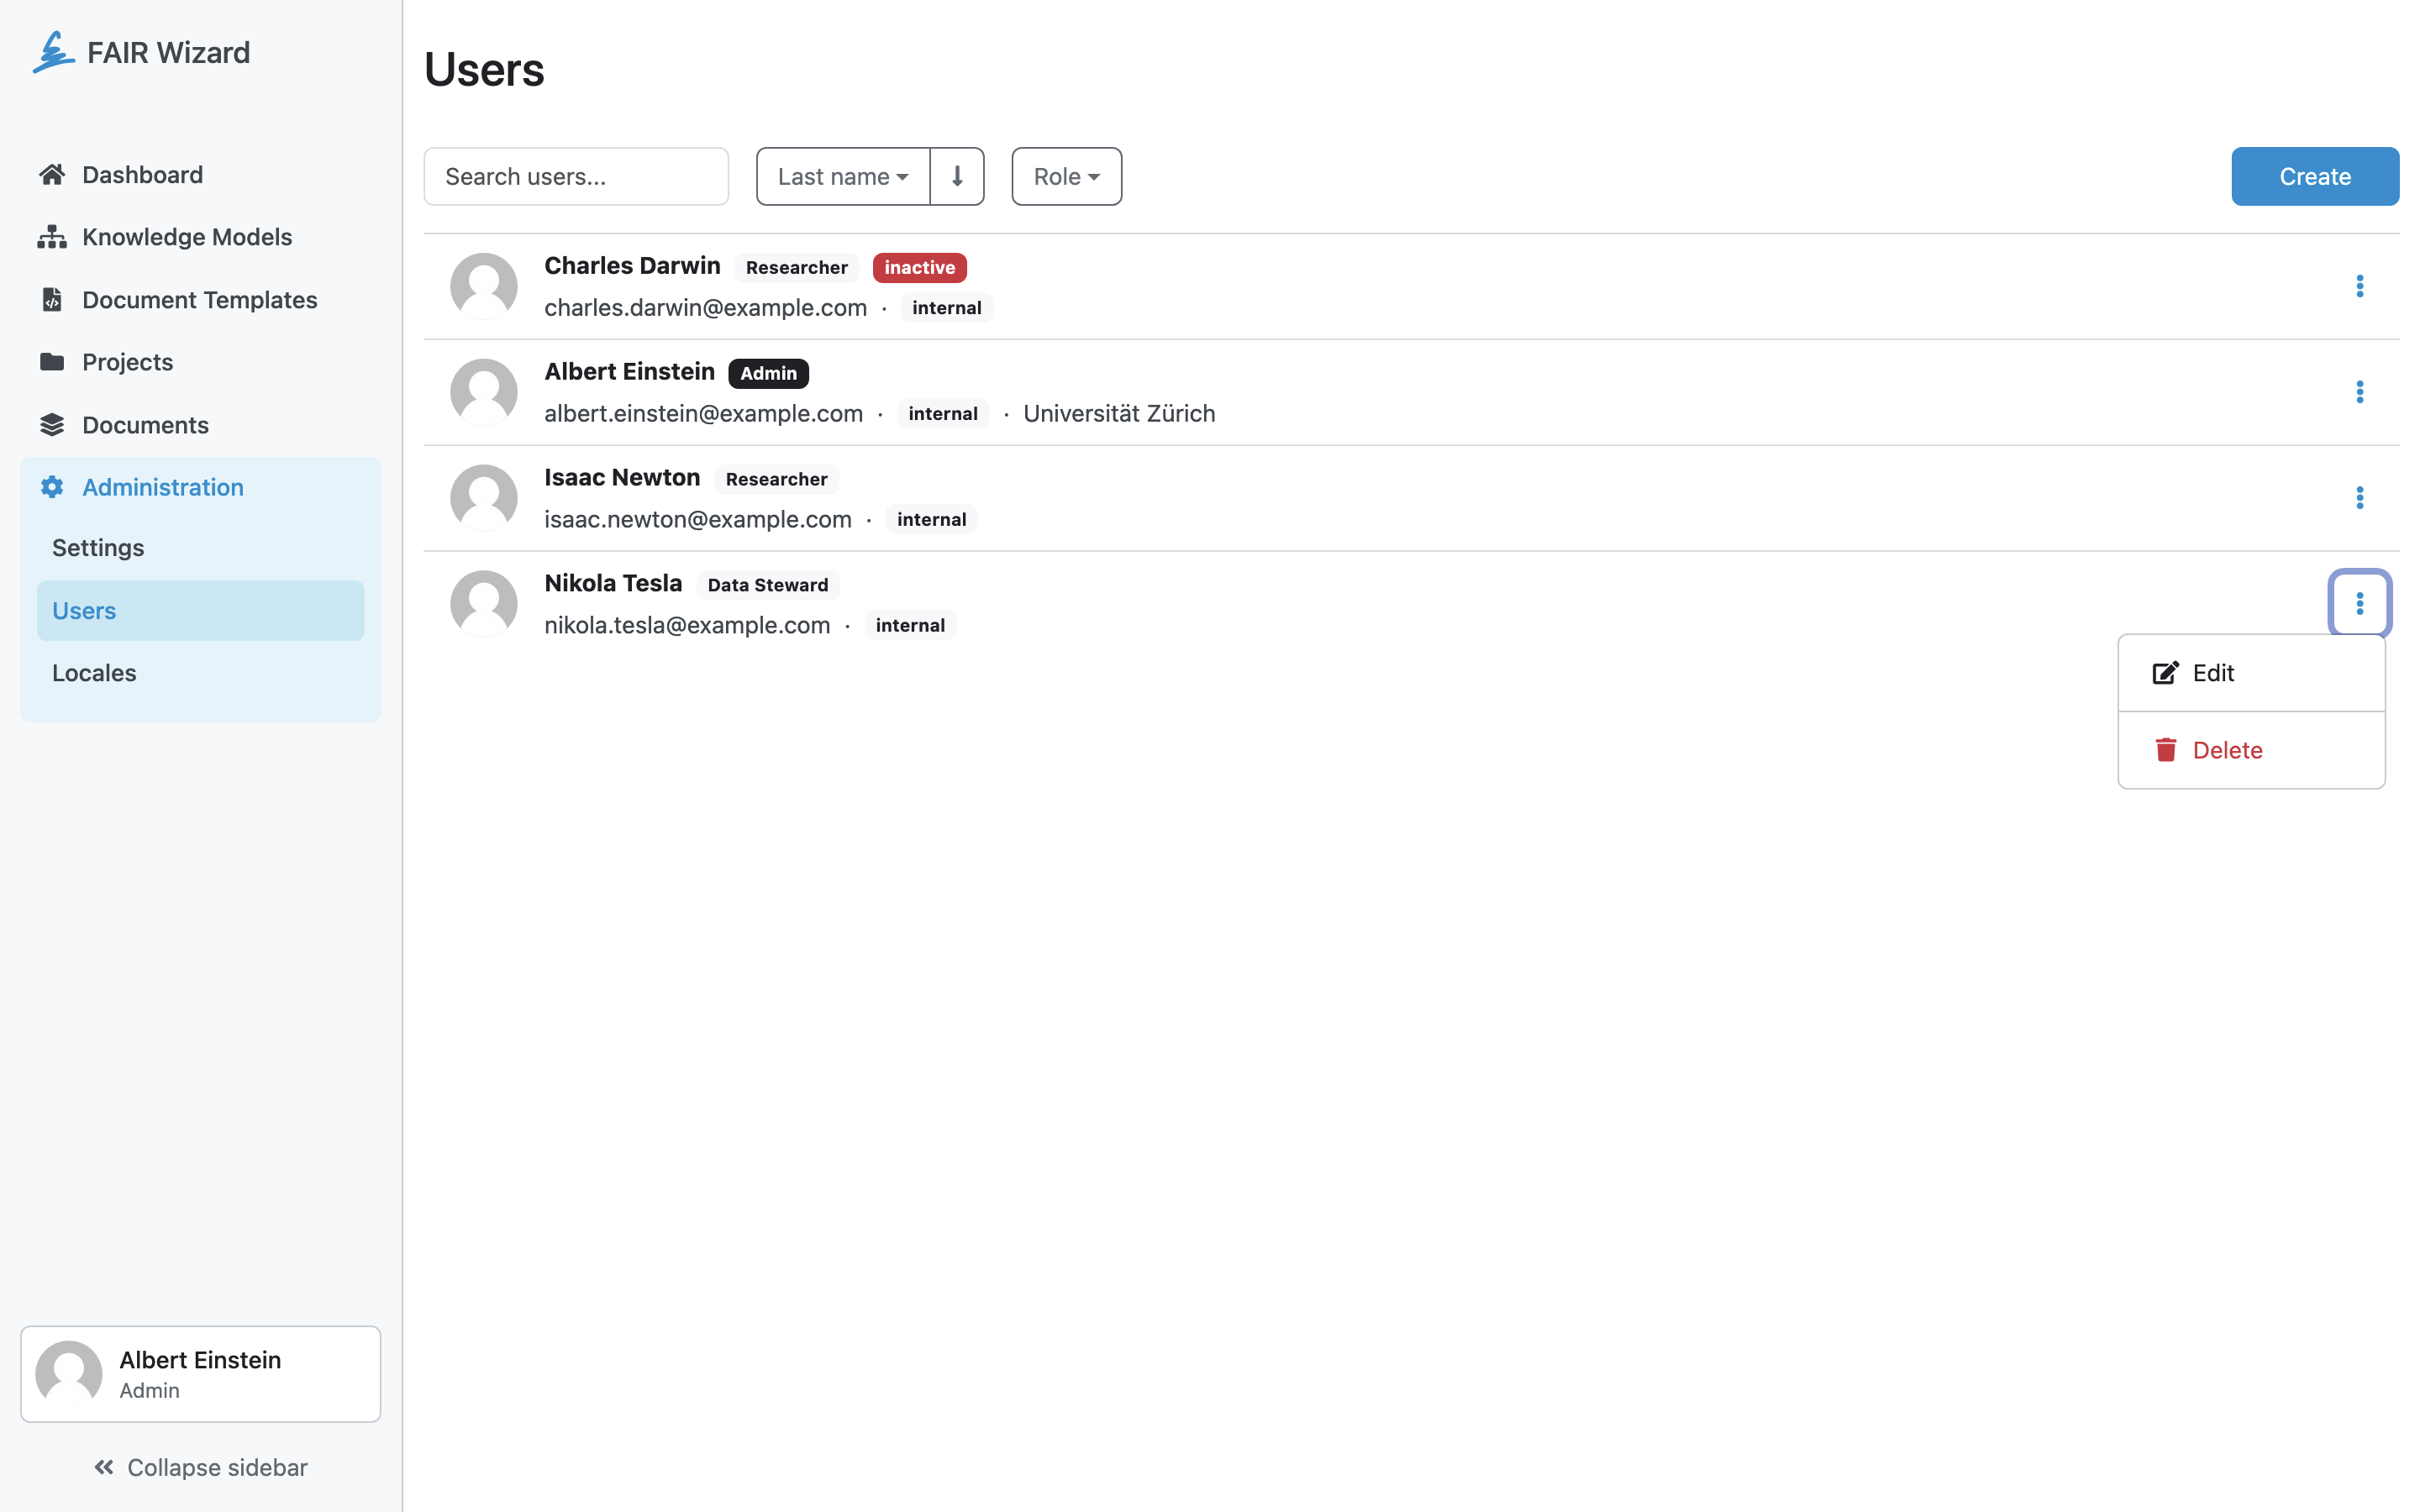 FAIR Wizard
Dashboard
Knowledge Models
Document Templates
Projects
Documents
Administration
Settings
Users
Locales
Albert Einstein
Admin
Collapse sidebar
Users
Search users...
Last name
Role
Create
Charles Darwin Researcher inactive
charles.darwin@example.com · internal
Albert Einstein Admin
albert.einstein@example.com · internal · Universität Zürich
Isaac Newton Researcher
isaac.newton@example.com · internal
Nikola Tesla Data Steward
nikola.tesla@example.com · internal
Edit
Delete